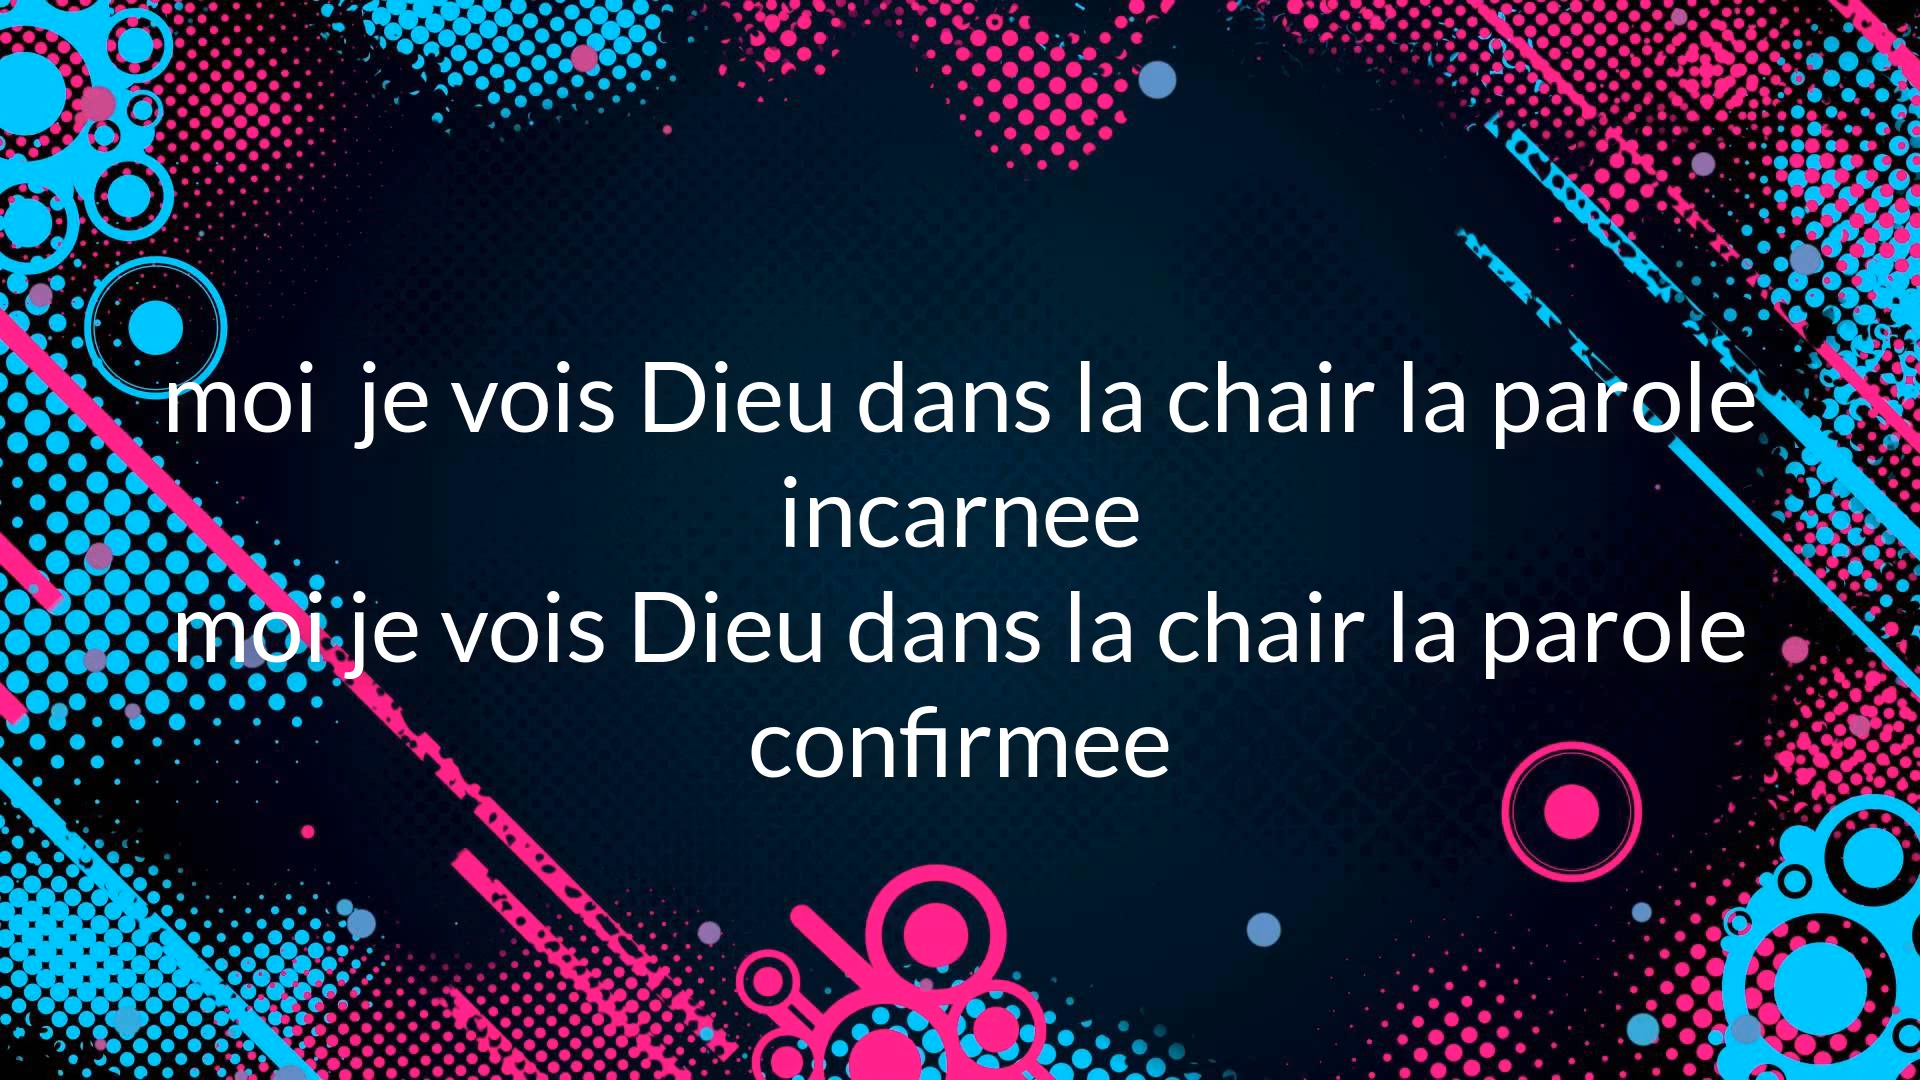 moi  je vois Dieu dans la chair la parole
incarnee
moi je vois Dieu dans la chair la parole
confirmee